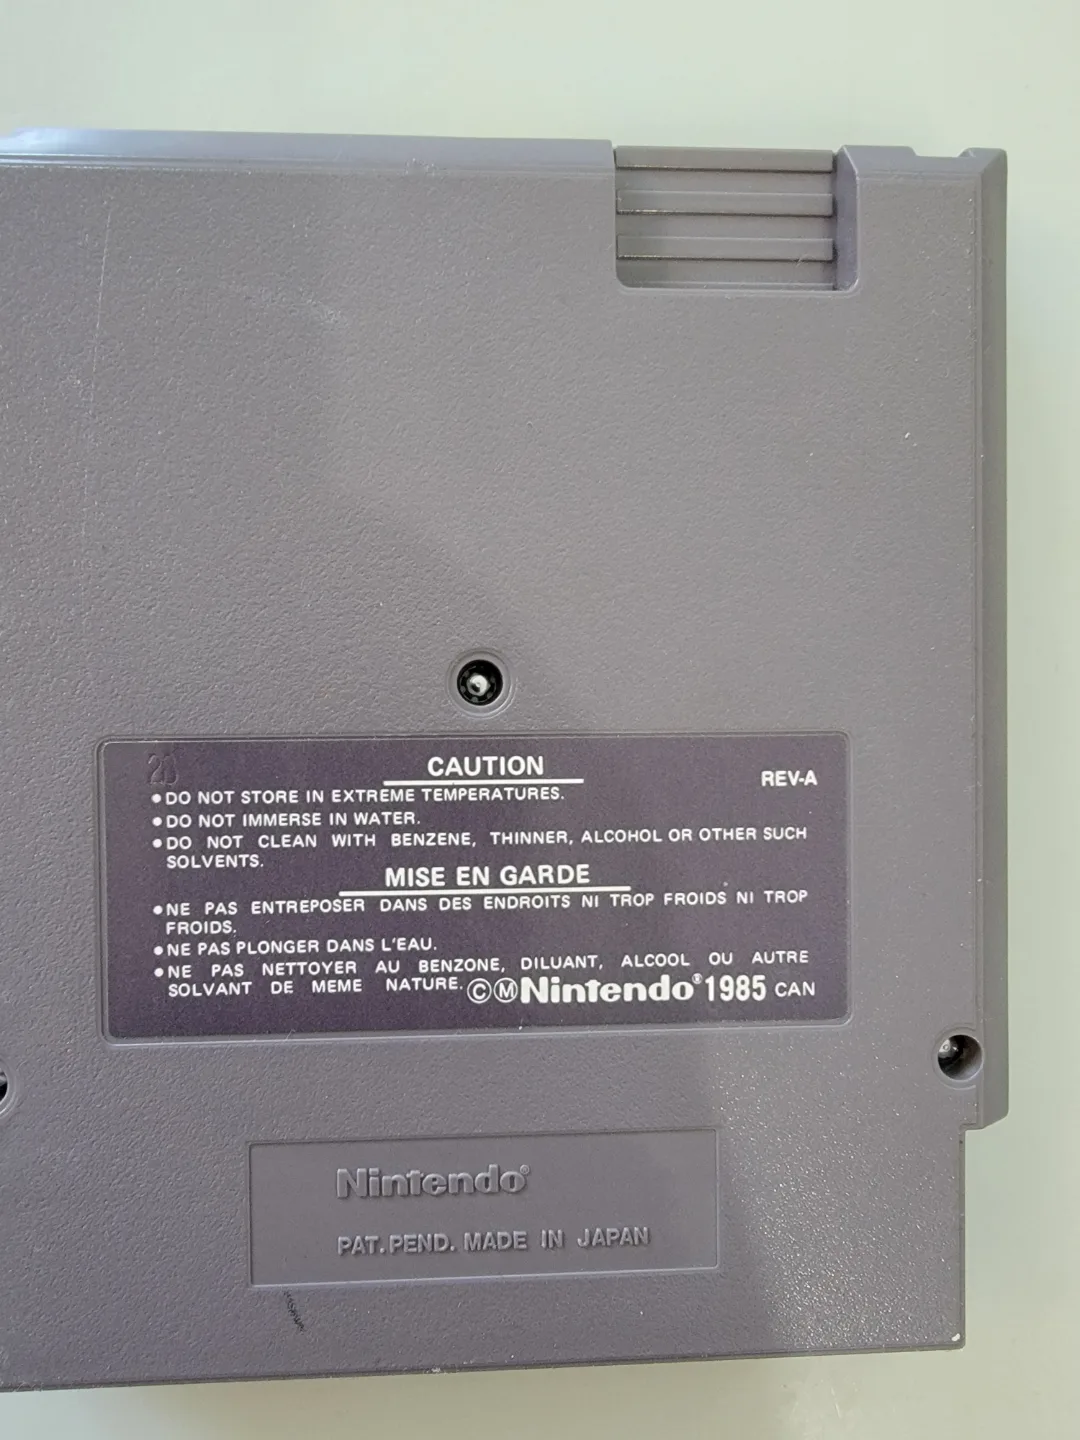 20
CAUTION
REV-A
•DO NOT STORE IN EXTREME TEMPERATURES.
•DO NOT IMMERSE IN WATER.
•DO NOT CLEAN WITH BENZENE, THINNER, ALCOHOL OR OTHER SUCH
SOLVENTS.
MISE EN GARDE
•NE PAS ENTREPOSER DANS DES ENDROITS NI TROP FROIDS NI TROP
FROIDS.
•NE PAS PLONGER DANS L'EAU.
•NE PAS NETTOYER AU BENZONE, DILUANT, ALCOOL OU AUTRE
SOLVANT DE MEME NATURE.
ⒸⓂNintendo® 1985 CAN
Nintendo®
PAT. PEND. MADE IN JAPAN